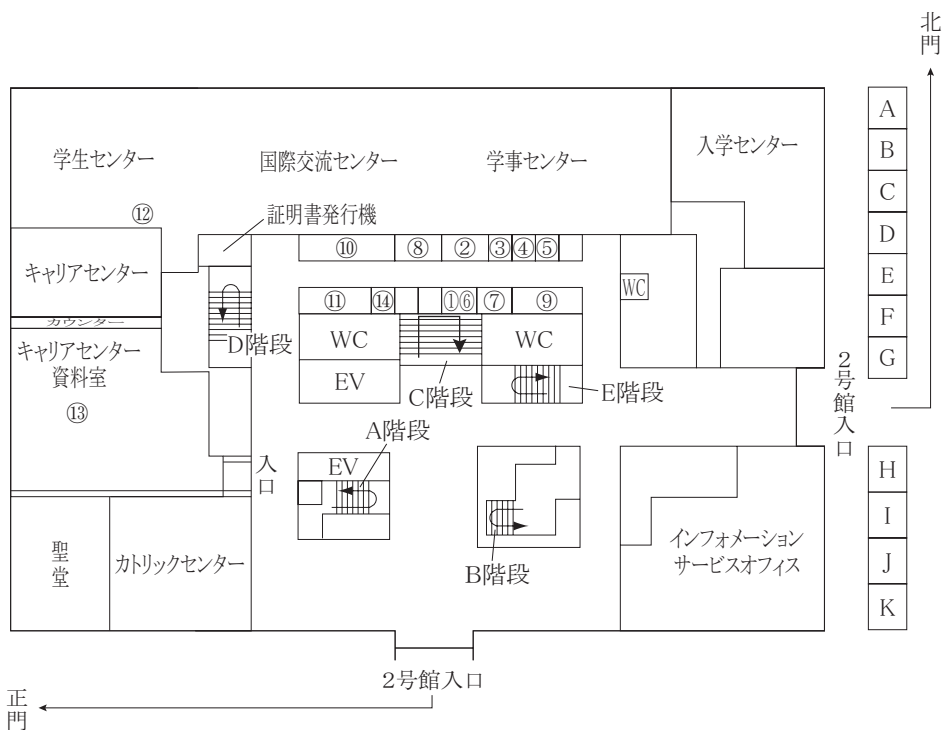 北門
A
B
C
D
E
F
G
学生センター
国際交流センター
学事センター
入学センター
⑫
証明書発行機
⑩
⑧
②
③
④
⑤
キャリアセンター
WC
⑪
⑭
①⑥
⑦
⑨
カウンター
D階段
WC
WC
キャリアセンター
資料室
EV
C階段
E階段
2号館入口
⑬
A階段
入口
EV
H
I
J
K
聖堂
カトリックセンター
B階段
インフォメーション
サービスオフィス
2号館入口
正門